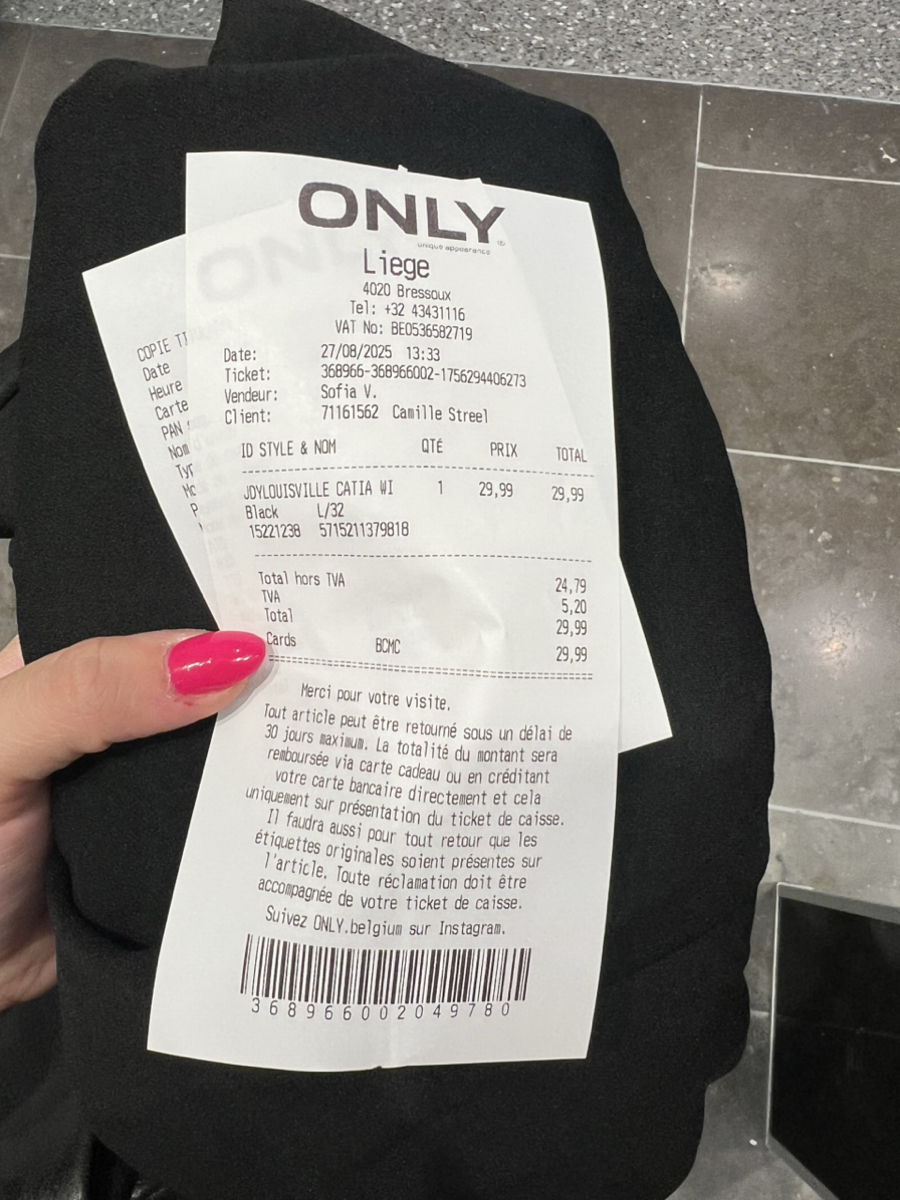 ONLY
unique appearance
Liege
4020 Bressoux
Tel: +32 43431116
VAT No: BE0536582719
Date: 27/08/2025 13:33
Ticket: 368966-368966002-1756294406273
Vendeur: Sofia V.
Client: 71161562 Camille Streel
ID STYLE & NOM QTÉ PRIX TOTAL
JDYLOUISVILLE CATIA WI 1 29,99 29,99
Black L/32
15221238 5715211379818
Total hors TVA 24,79
TVA 5,20
Total 29,99
Cards BCMC 29,99
Merci pour votre visite.
Tout article peut être retourné sous un délai de
30 jours maximum. La totalité du montant sera
remboursée via carte cadeau ou en créditant
votre carte bancaire directement et cela
uniquement sur présentation du ticket de caisse.
Il faudra aussi pour tout retour que les
étiquettes originales soient présentes sur
l'article. Toute réclamation doit être
accompagnée de votre ticket de caisse.
Suivez ONLY.belgium sur Instagram.
368966002049780
COPIE
Date
Heure
Carte
PAN